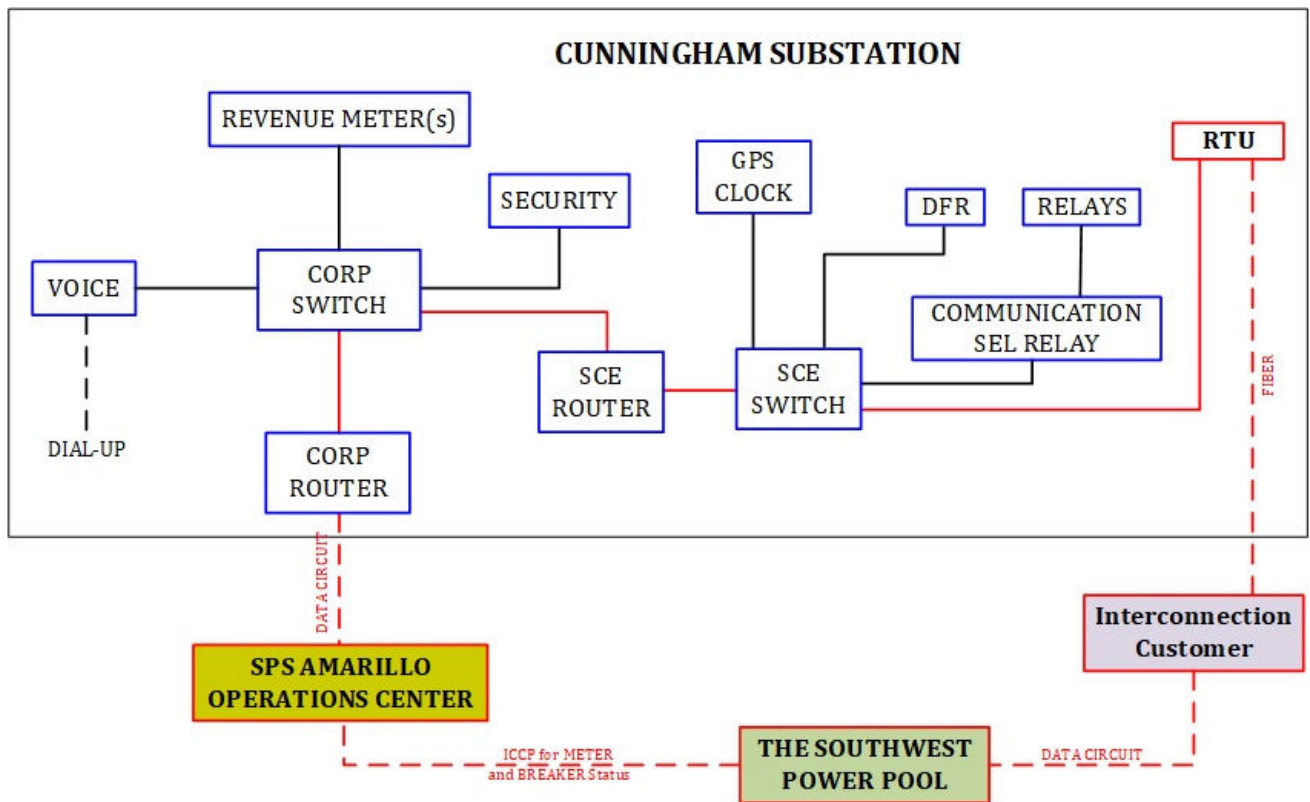 CUNNINGHAM SUBSTATION
REVENUE METER(s)
RTU
GPS
CLOCK
SECURITY
DFR
RELAYS
VOICE
CORP
SWITCH
COMMUNICATION
SEL RELAY
SCE
ROUTER
SCE
SWITCH
FIBER
DIAL-UP
CORP
ROUTER
DATA CIRCUIT
Interconnection
Customer
SPS AMARILLO
OPERATIONS CENTER
ICCP for METER
and BREAKER Status
THE SOUTHWEST
POWER POOL
DATA CIRCUIT